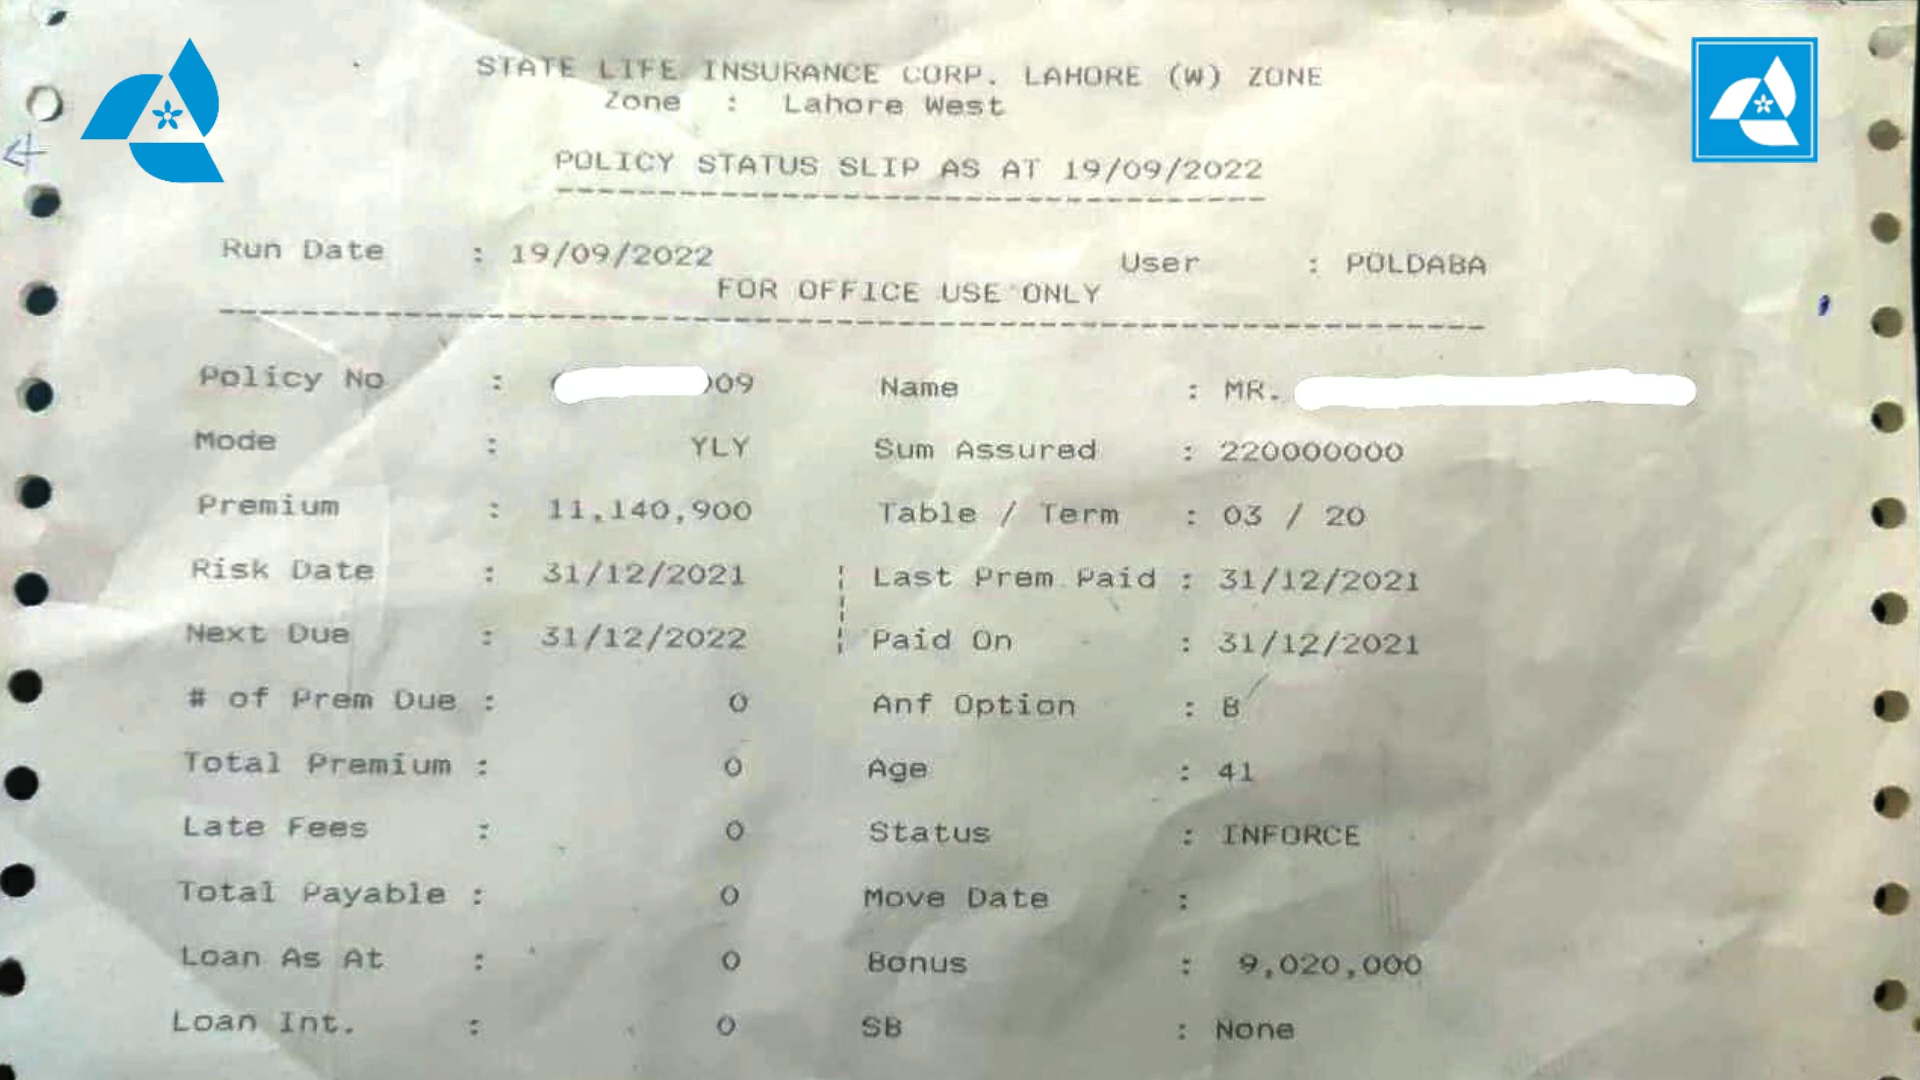 STATE LIFE INSURANCE CORP. LAHORE (W) ZONE
Zone : Lahore West
POLICY STATUS SLIP AS AT 19/09/2022
Run Date : 19/09/2022 User : POLDABA
FOR OFFICE USE ONLY
Policy No : 09 Name : MR.
Mode : YLY Sum Assured : 220000000
Premium : 11,140,900 Table / Term : 03 / 20
Risk Date : 31/12/2021 Last Prem Paid : 31/12/2021
Next Due : 31/12/2022 Paid On : 31/12/2021
# of Prem Due : 0 Anf Option : B
Total Premium : 0 Age : 41
Late Fees : 0 Status : INFORCE
Total Payable : 0 Move Date :
Loan As At : 0 Bonus : 9,020,000
Loan Int. : 0 SB : None